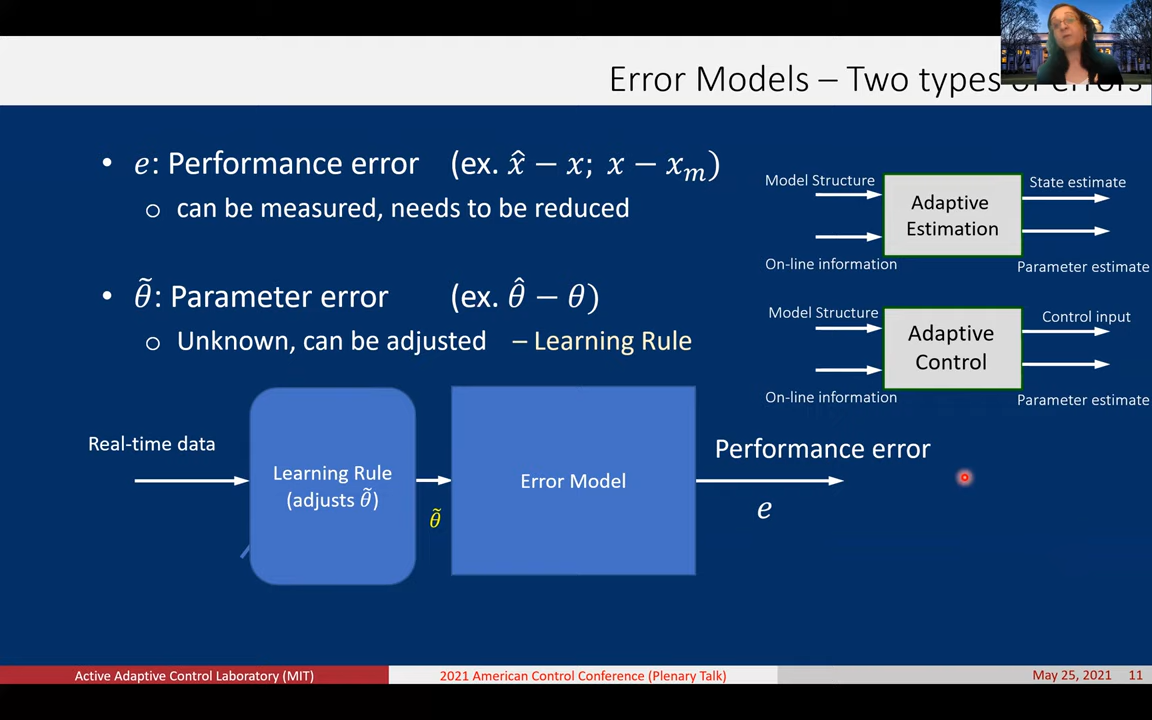 Error Models – Two types of errors
• e: Performance error (ex. x̂ − x; x − xₘ)
o can be measured, needs to be reduced
• θ̃: Parameter error (ex. θ̂ − θ)
o Unknown, can be adjusted – Learning Rule
Model Structure
State estimate
Adaptive
Estimation
On-line information
Parameter estimate
Model Structure
Control input
Adaptive
Control
On-line information
Parameter estimate
Real-time data
Learning Rule
(adjusts θ̃)
θ̃
Error Model
Performance error
e
Active Adaptive Control Laboratory (MIT)
2021 American Control Conference (Plenary Talk)
May 25, 2021 11